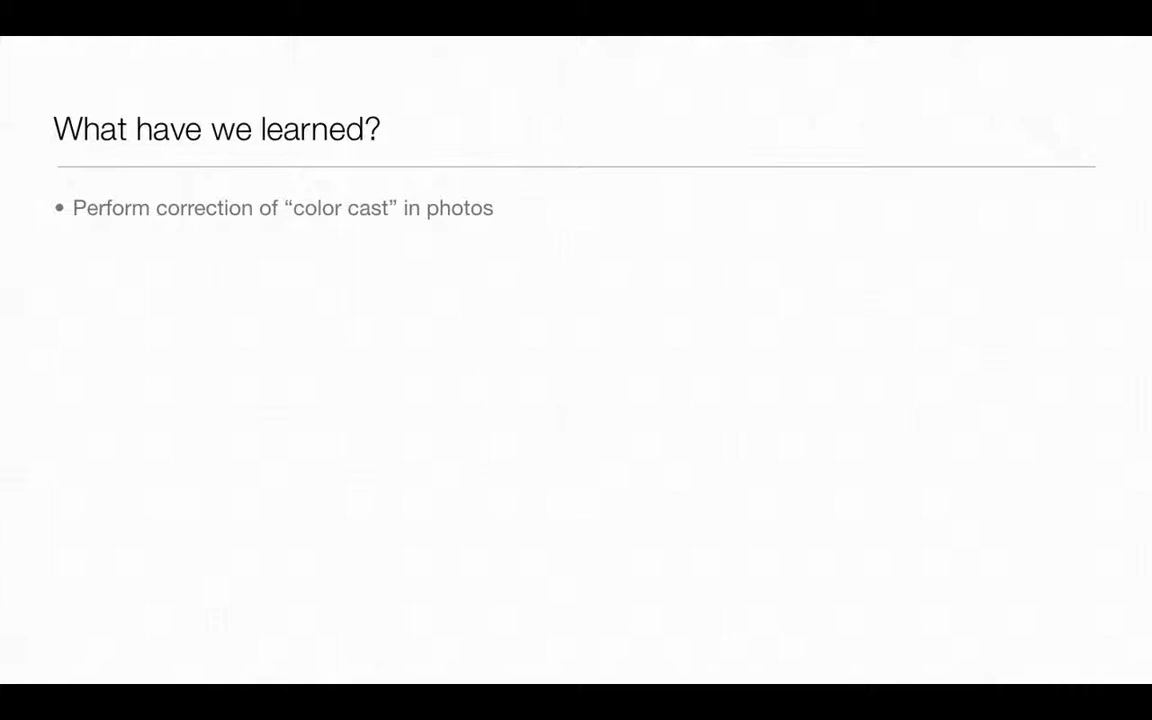 What have we learned?
• Perform correction of “color cast” in photos